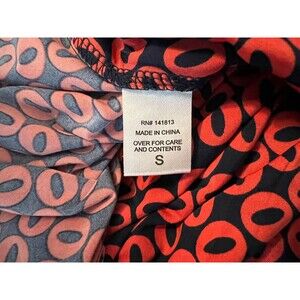 RN# 141813
MADE IN CHINA
OVER FOR CARE
AND CONTENTS
S